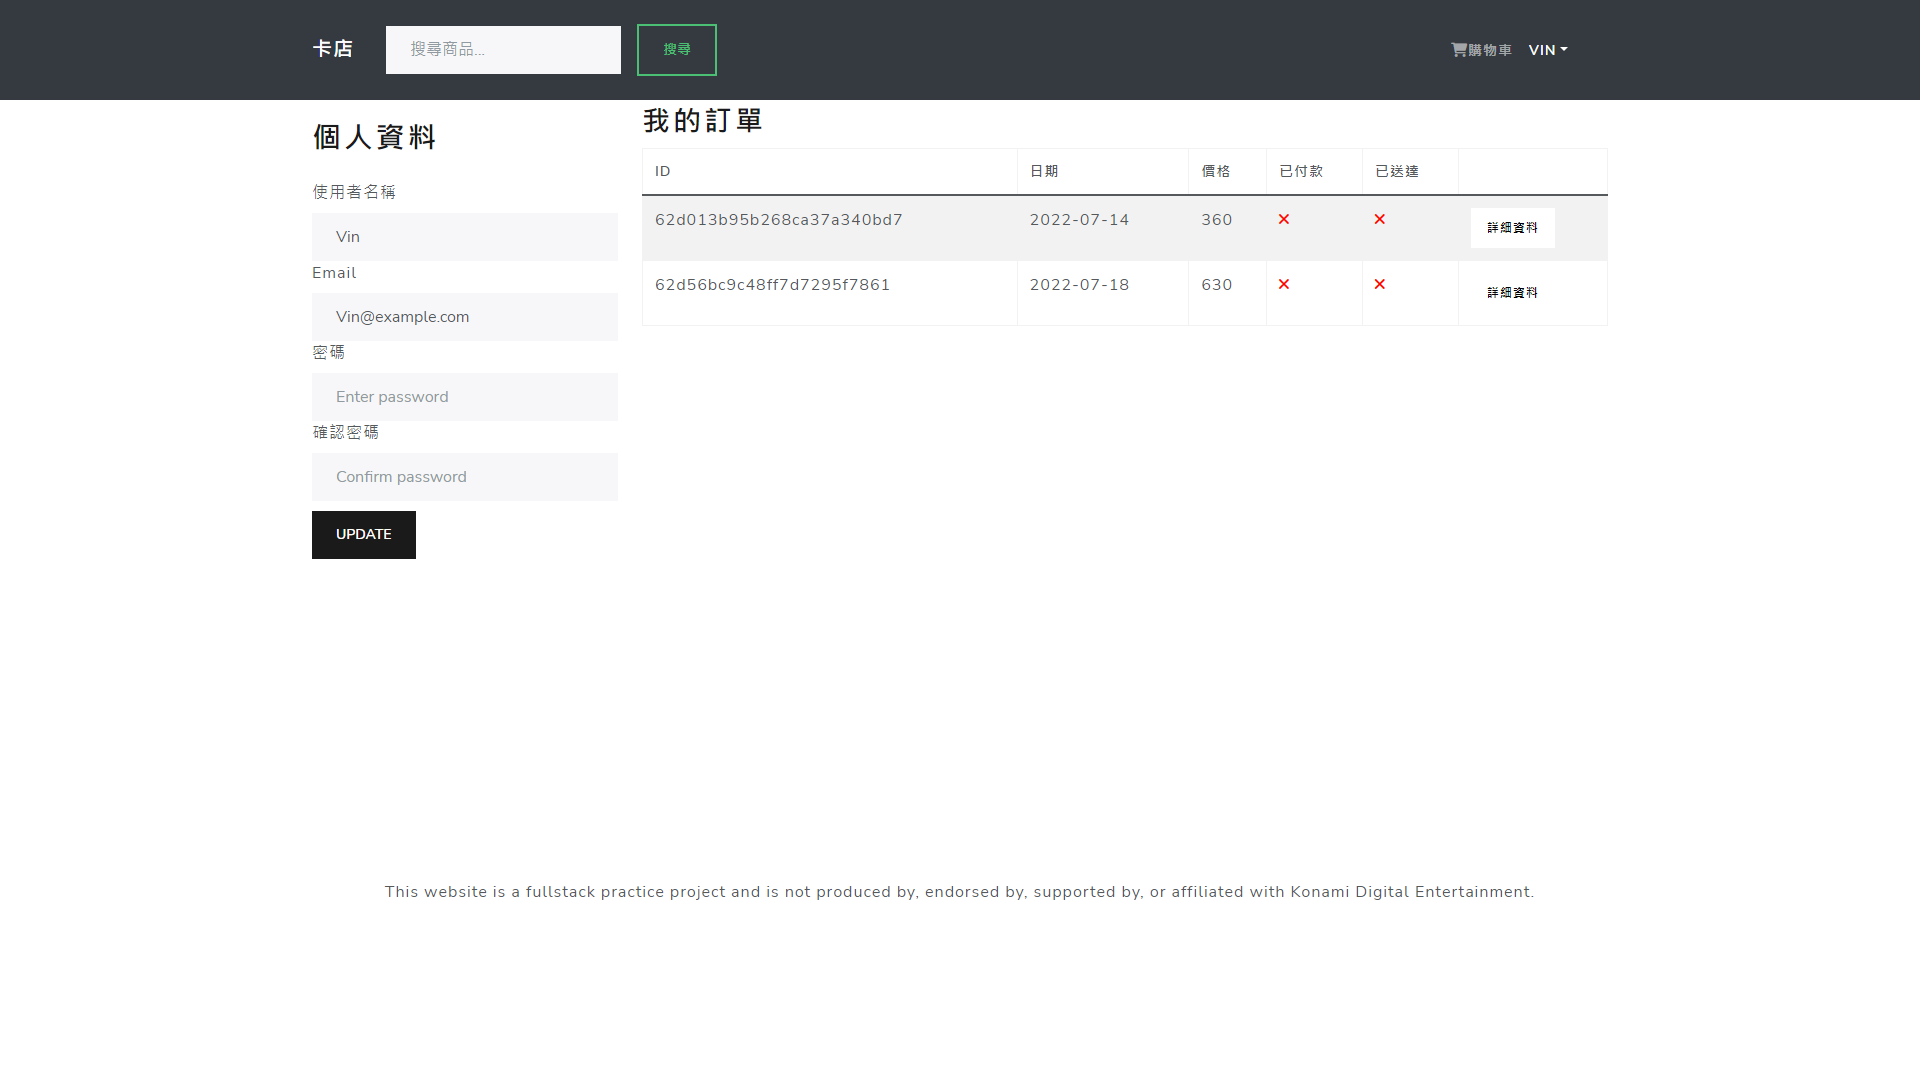 卡店
搜尋商品...
搜尋
購物車
VIN
個人資料
使用者名稱
Vin
Email
Vin@example.com
密碼
Enter password
確認密碼
Confirm password
UPDATE
我的訂單
ID 日期 價格 已付款 已送達
62d013b95b268ca37a340bd7 2022-07-14 360 詳細資料
62d56bc9c48ff7d7295f7861 2022-07-18 630 詳細資料
This website is a fullstack practice project and is not produced by, endorsed by, supported by, or affiliated with Konami Digital Entertainment.